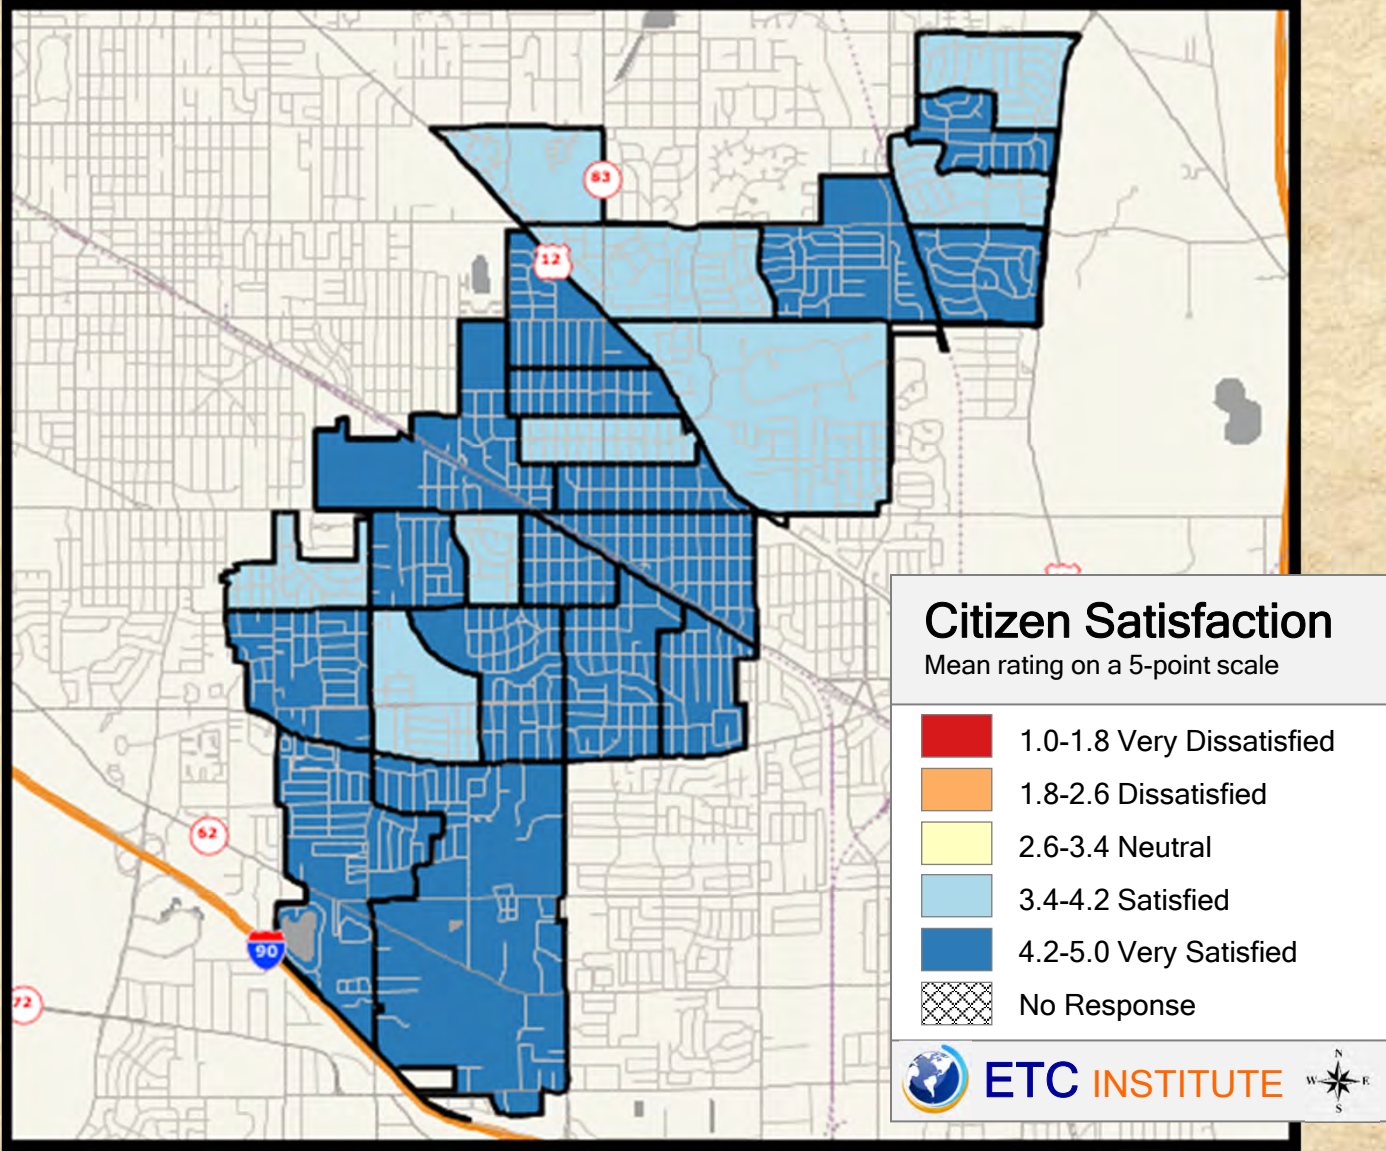 83
12
62
90
72
Citizen Satisfaction
Mean rating on a 5-point scale
1.0-1.8 Very Dissatisfied
1.8-2.6 Dissatisfied
2.6-3.4 Neutral
3.4-4.2 Satisfied
4.2-5.0 Very Satisfied
No Response
ETC INSTITUTE
N
W E
S